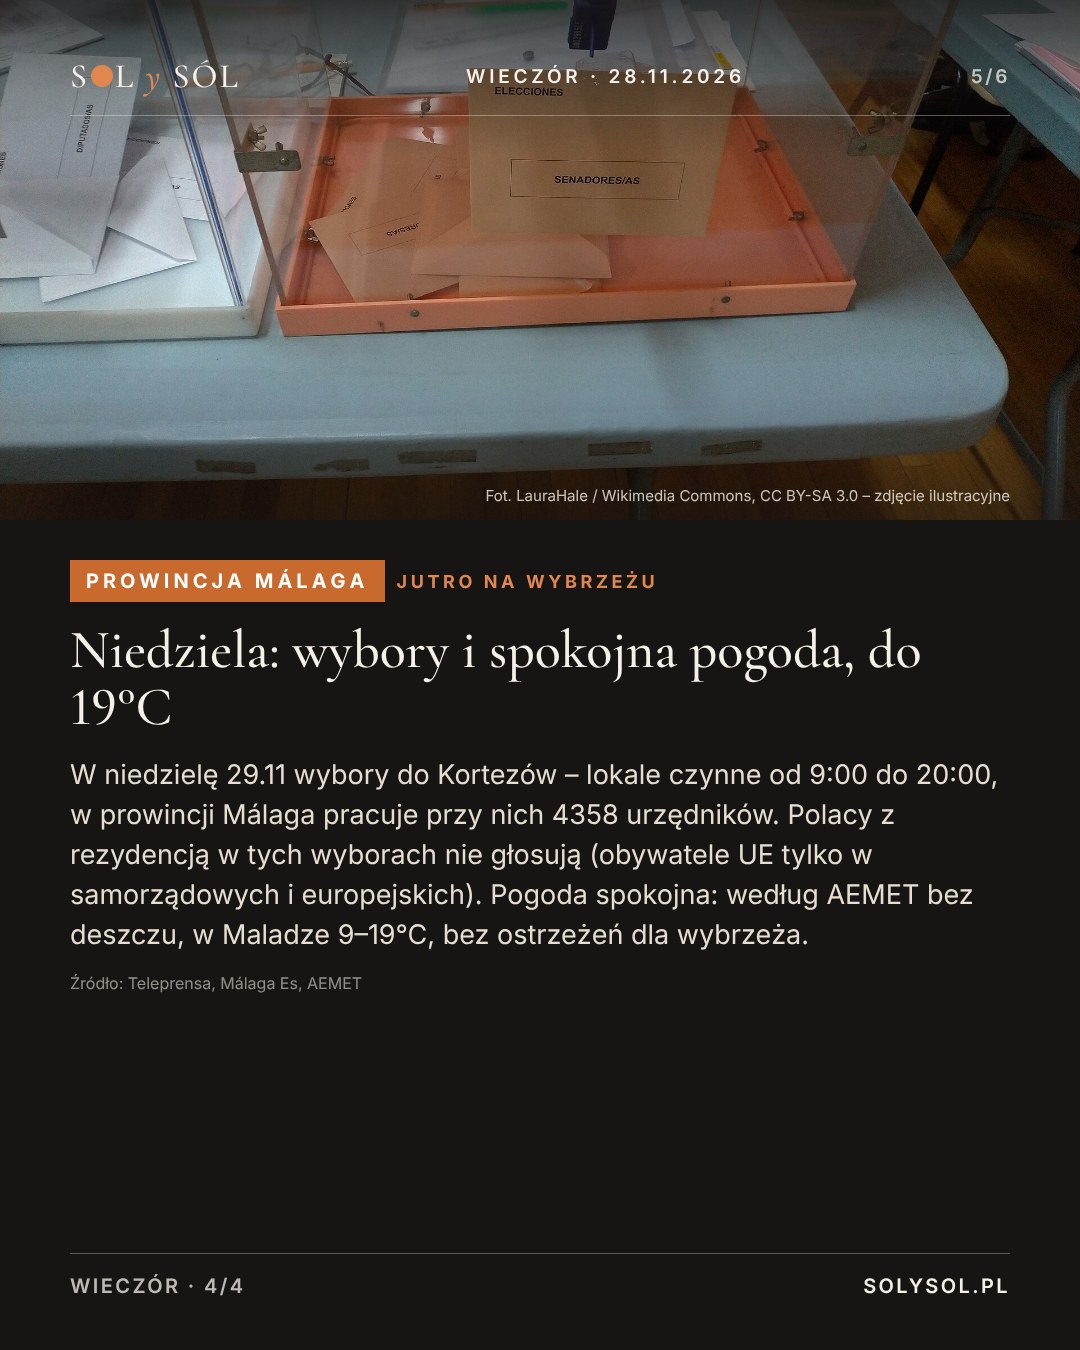 SOL y SÓL
WIECZÓR · 28.11.2026
5/6
ELECCIONES
DIPUTADOS/AS
SENADORES/AS
Fot. LauraHale / Wikimedia Commons, CC BY-SA 3.0 – zdjęcie ilustracyjne
PROWINCJA MÁLAGA
JUTRO NA WYBRZEŻU
Niedziela: wybory i spokojna pogoda, do
19°C
W niedzielę 29.11 wybory do Kortezów – lokale czynne od 9:00 do 20:00,
w prowincji Málaga pracuje przy nich 4358 urzędników. Polacy z
rezydencją w tych wyborach nie głosują (obywatele UE tylko w
samorządowych i europejskich). Pogoda spokojna: według AEMET bez
deszczu, w Maladze 9–19°C, bez ostrzeżeń dla wybrzeża.
Źródło: Teleprensa, Málaga Es, AEMET
WIECZÓR · 4/4
SOLYSOL.PL